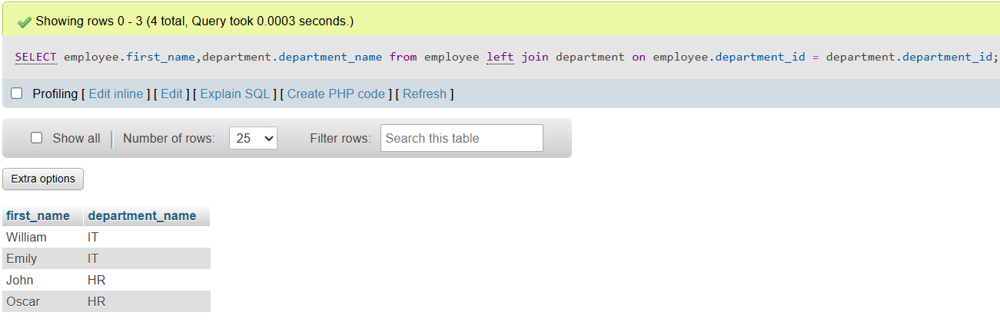 Showing rows 0 - 3 (4 total, Query took 0.0003 seconds.)
SELECT employee.first_name,department.department_name from employee left join department on employee.department_id = department.department_id;
Profiling [ Edit inline ] [ Edit ] [ Explain SQL ] [ Create PHP code ] [ Refresh ]
Show all Number of rows: 25 Filter rows: Search this table
Extra options
first_name department_name
William IT
Emily IT
John HR
Oscar HR